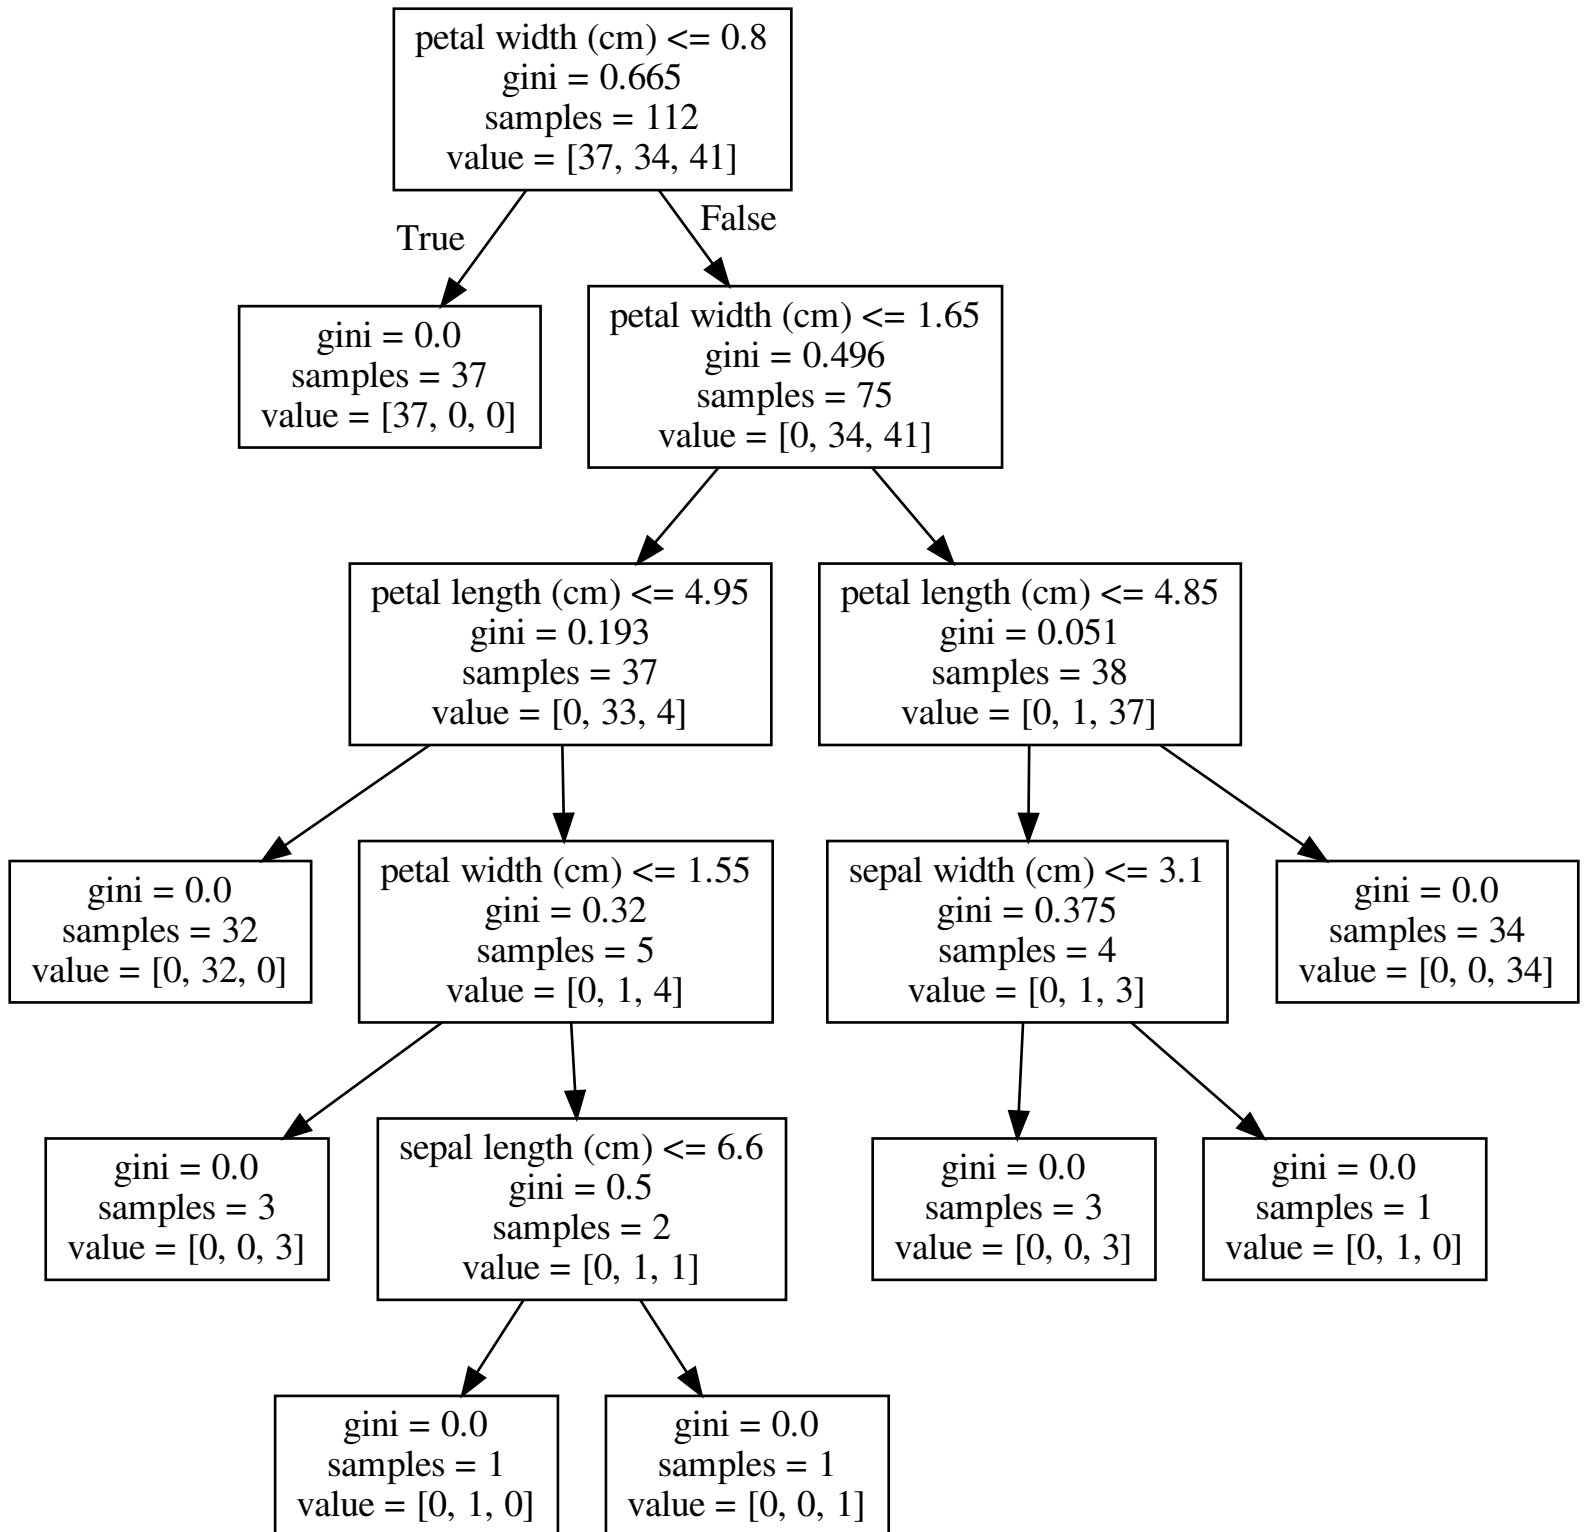 petal width (cm) <= 0.8
gini = 0.665
samples = 112
value = [37, 34, 41]
True
False
gini = 0.0
samples = 37
value = [37, 0, 0]
petal width (cm) <= 1.65
gini = 0.496
samples = 75
value = [0, 34, 41]
petal length (cm) <= 4.95
gini = 0.193
samples = 37
value = [0, 33, 4]
petal length (cm) <= 4.85
gini = 0.051
samples = 38
value = [0, 1, 37]
gini = 0.0
samples = 32
value = [0, 32, 0]
petal width (cm) <= 1.55
gini = 0.32
samples = 5
value = [0, 1, 4]
sepal width (cm) <= 3.1
gini = 0.375
samples = 4
value = [0, 1, 3]
gini = 0.0
samples = 34
value = [0, 0, 34]
gini = 0.0
samples = 3
value = [0, 0, 3]
sepal length (cm) <= 6.6
gini = 0.5
samples = 2
value = [0, 1, 1]
gini = 0.0
samples = 3
value = [0, 0, 3]
gini = 0.0
samples = 1
value = [0, 1, 0]
gini = 0.0
samples = 1
value = [0, 1, 0]
gini = 0.0
samples = 1
value = [0, 0, 1]